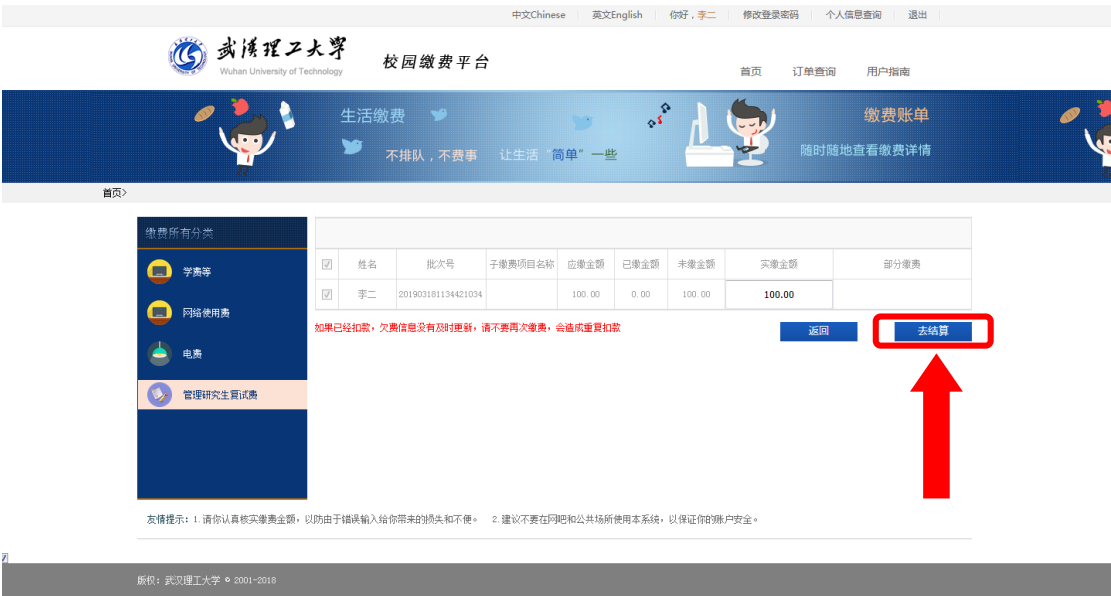 中文Chinese 英文English 你好，李二 修改登录密码 个人信息查询 退出
武汉理工大学
Wuhan University of Technology
校园缴费平台
首页 订单查询 用户指南
生活缴费
不排队，不费事 让生活“简单”一些
缴费账单
随时随地查看缴费详情
首页>
缴费所有分类
学费等
网络使用费
电费
管理研究生复试费
姓名 批次号 子缴费项目名称 应缴金额 已缴金额 未缴金额 实缴金额 部分缴费
李二 201903181134421034 100.00 0.00 100.00 100.00
如果已经扣款，欠费信息没有及时更新，请不要再次缴费，会造成重复扣款
返回 去结算
友情提示：1.请你认真核实缴费金额，以防由于错误输入给你带来的损失和不便。 2.建议不要在网吧和公共场所使用本系统，以保证你的账户安全。
版权：武汉理工大学 © 2001-2018